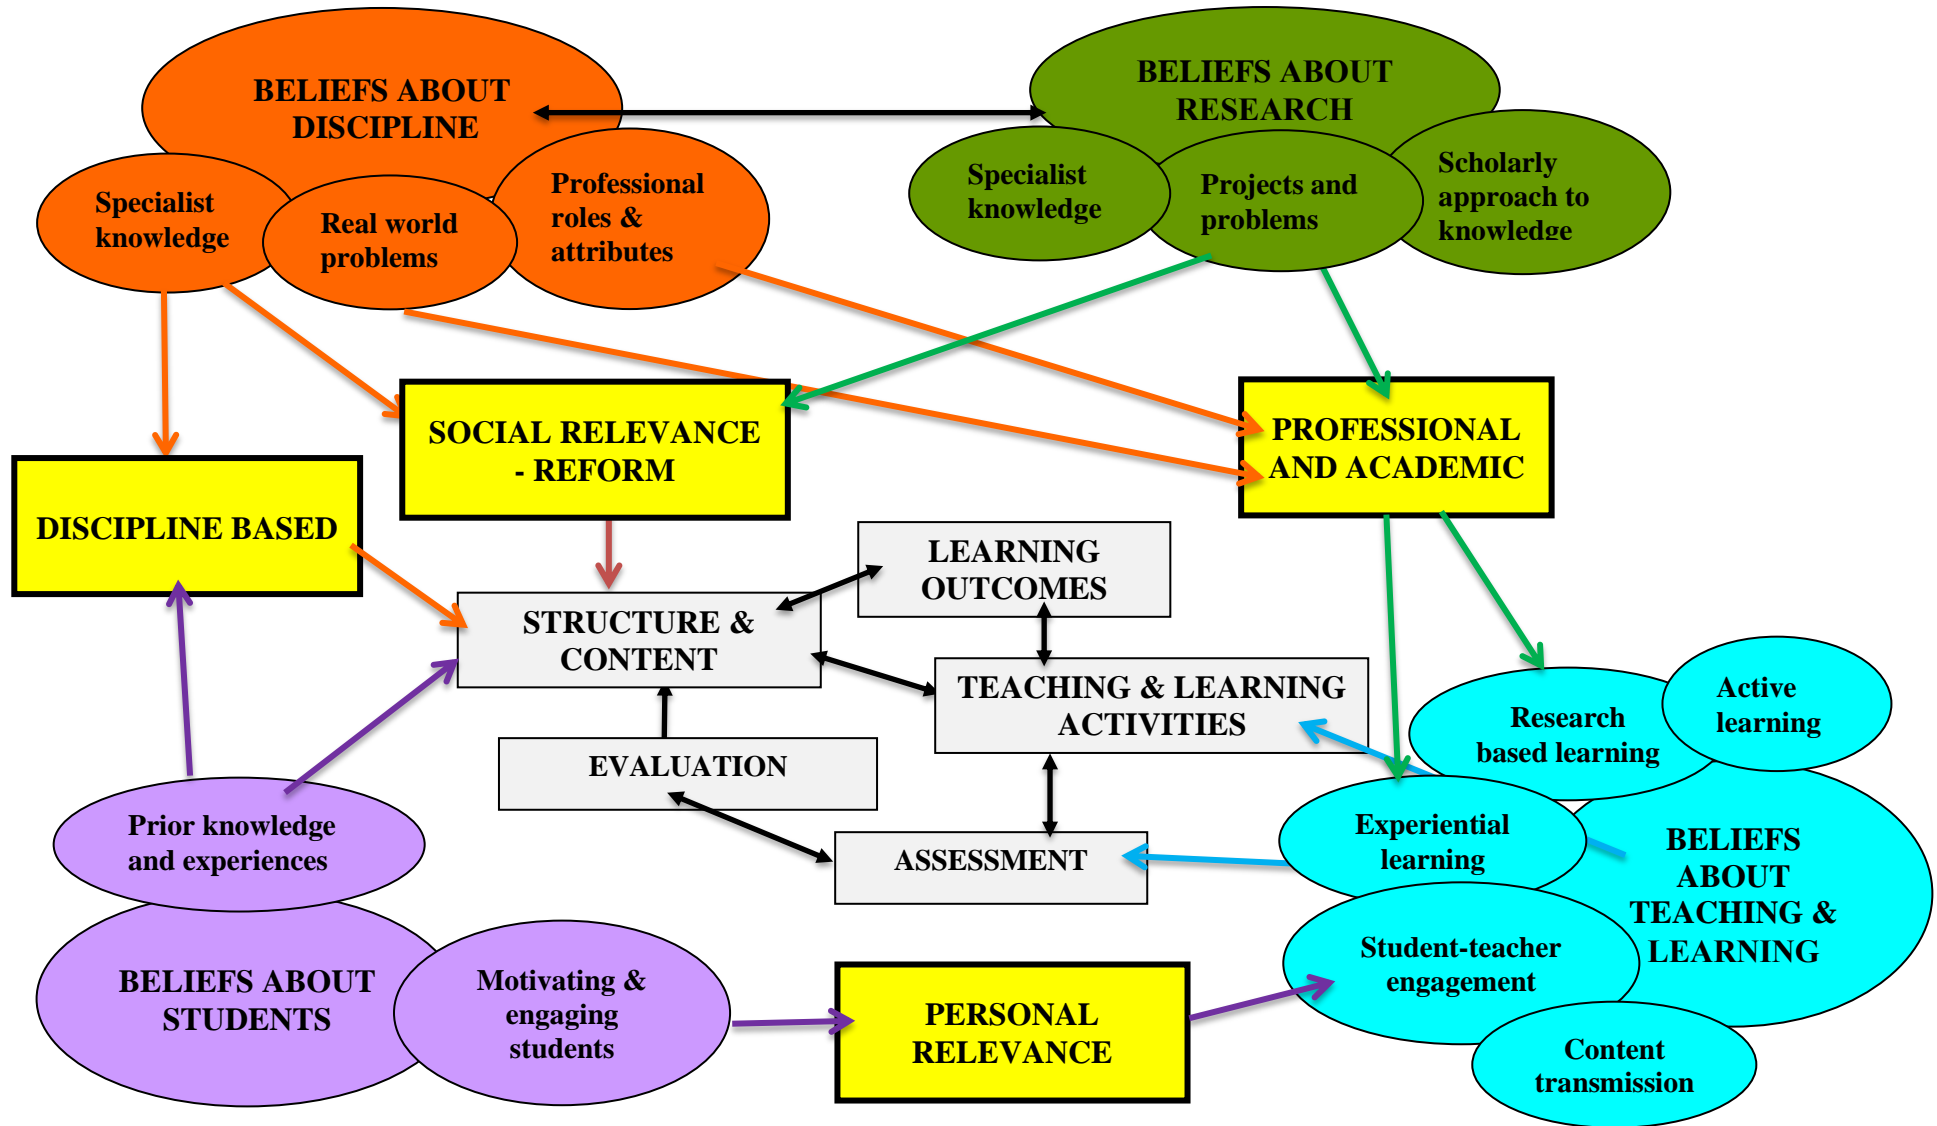 BELIEFS ABOUT
DISCIPLINE
Specialist
knowledge
Real world
problems
Professional
roles &
attributes
BELIEFS ABOUT
RESEARCH
Specialist
knowledge
Projects and
problems
Scholarly
approach to
knowledge
SOCIAL RELEVANCE
- REFORM
PROFESSIONAL
AND ACADEMIC
DISCIPLINE BASED
LEARNING
OUTCOMES
STRUCTURE &
CONTENT
TEACHING & LEARNING
ACTIVITIES
EVALUATION
ASSESSMENT
Active
learning
Research
based learning
Experiential
learning
BELIEFS
ABOUT
TEACHING &
LEARNING
Student-teacher
engagement
Content
transmission
Prior knowledge
and experiences
BELIEFS ABOUT
STUDENTS
Motivating &
engaging
students
PERSONAL
RELEVANCE